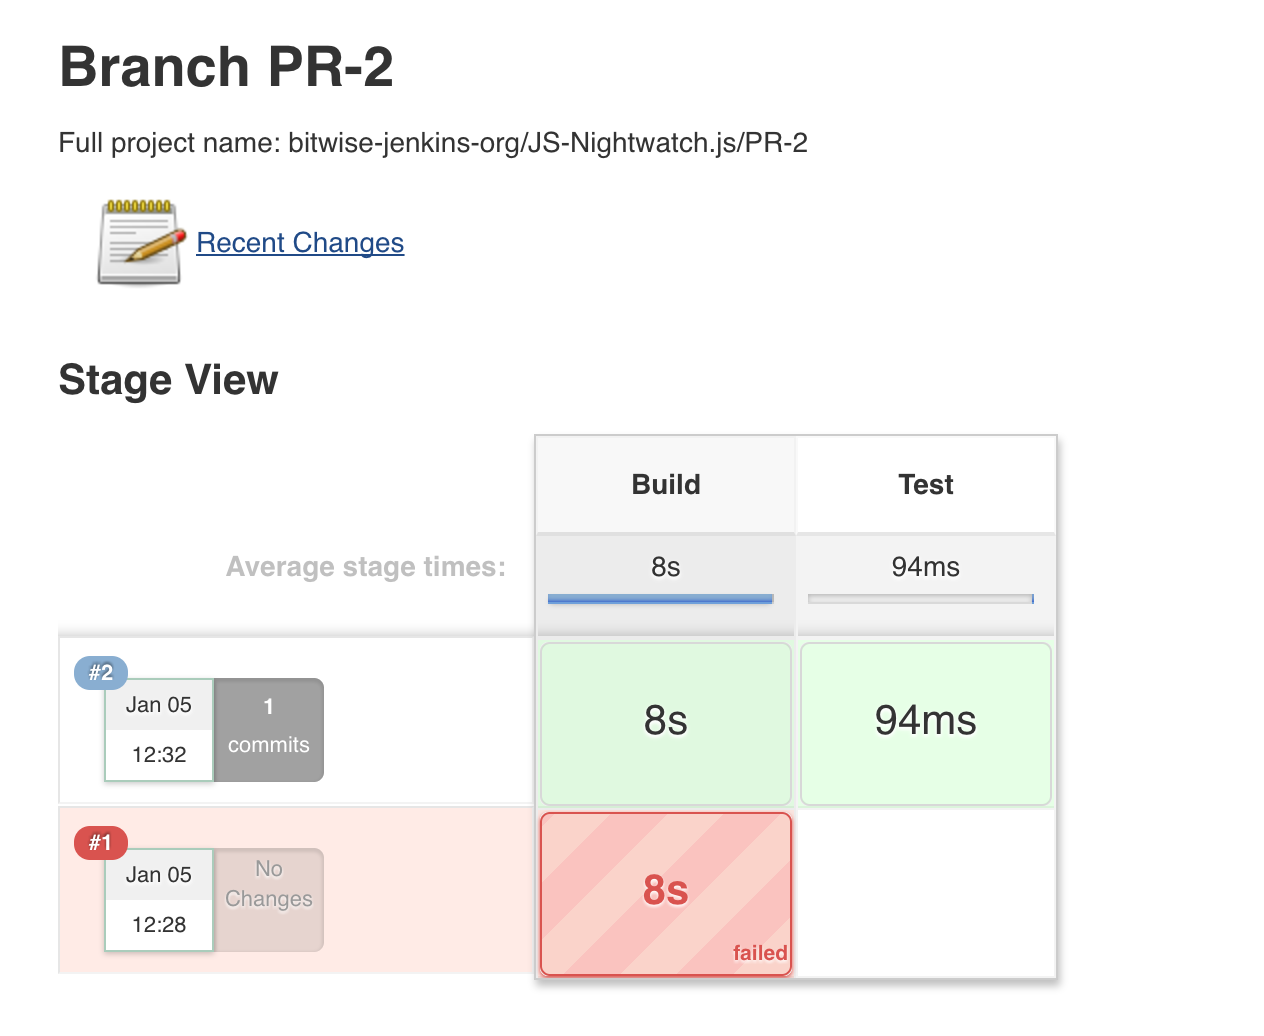 Branch PR-2
Full project name: bitwise-jenkins-org/JS-Nightwatch.js/PR-2
Recent Changes
Stage View
Build Test
Average stage times: 8s 94ms
#2
Jan 05
12:32
1
commits
8s 94ms
#1
Jan 05
12:28
No
Changes
8s
failed